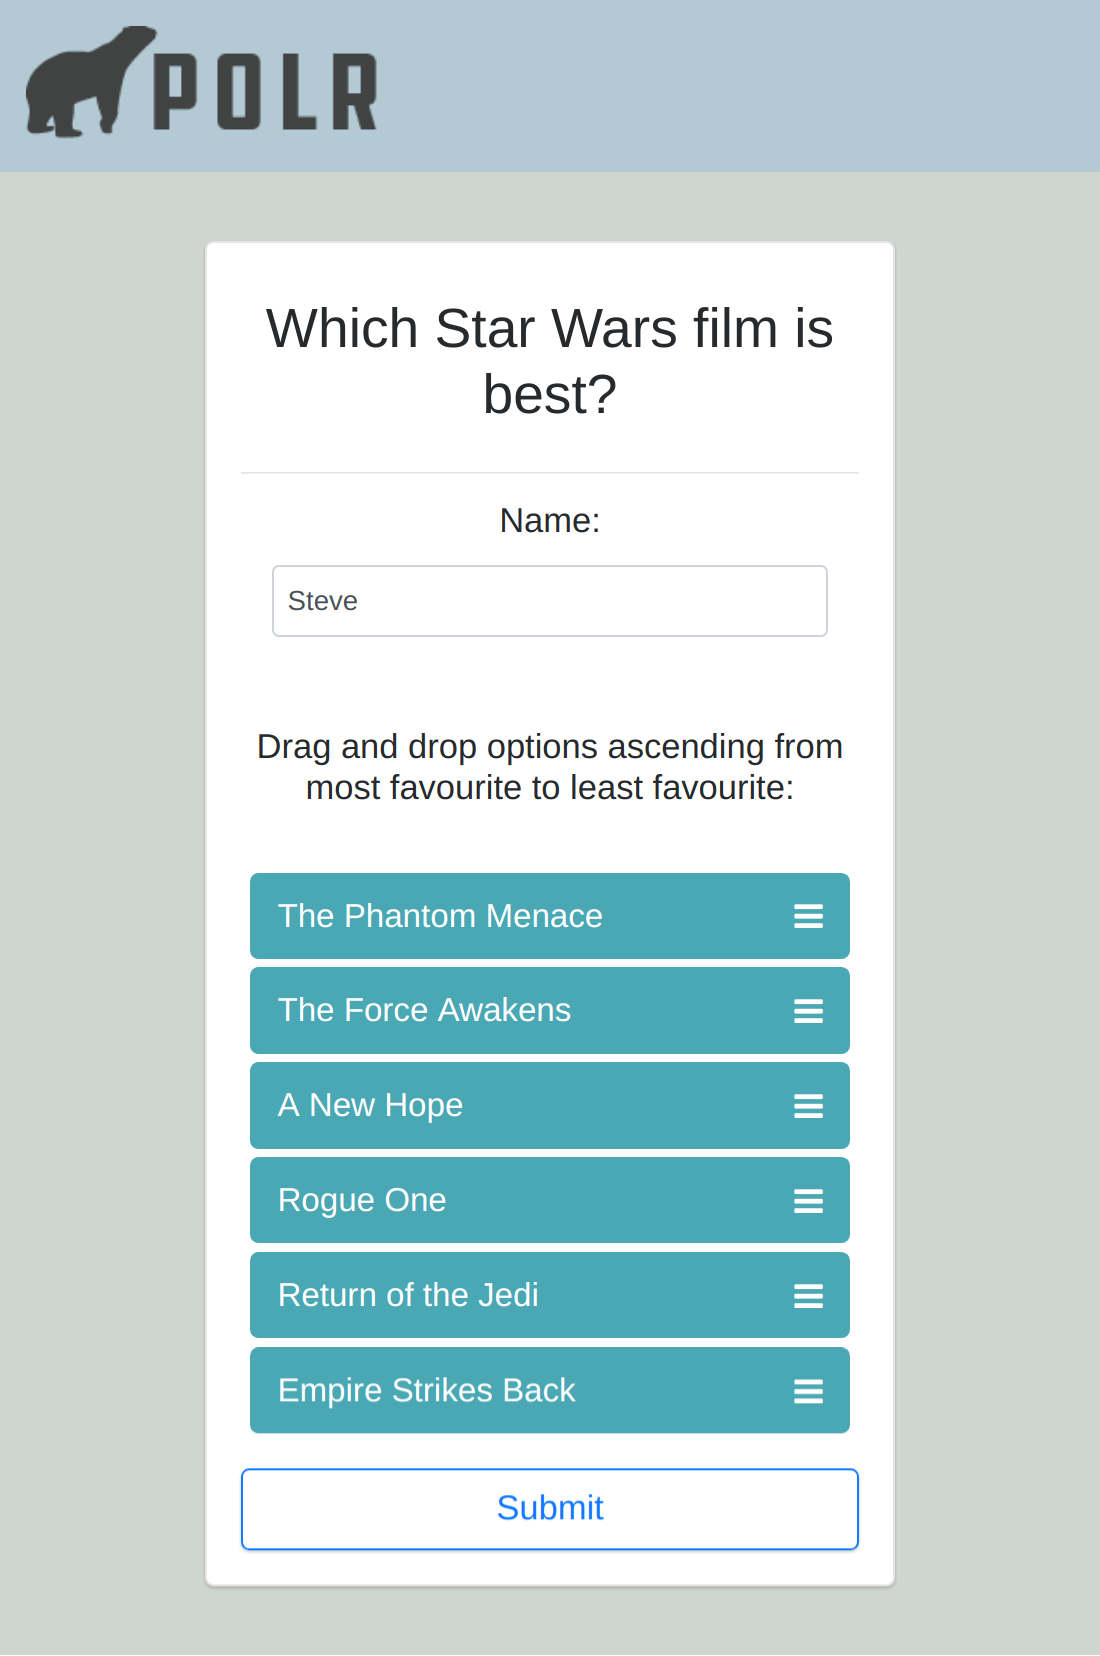 POLR
Which Star Wars film is
best?
Name:
Steve
Drag and drop options ascending from
most favourite to least favourite:
The Phantom Menace
The Force Awakens
A New Hope
Rogue One
Return of the Jedi
Empire Strikes Back
Submit